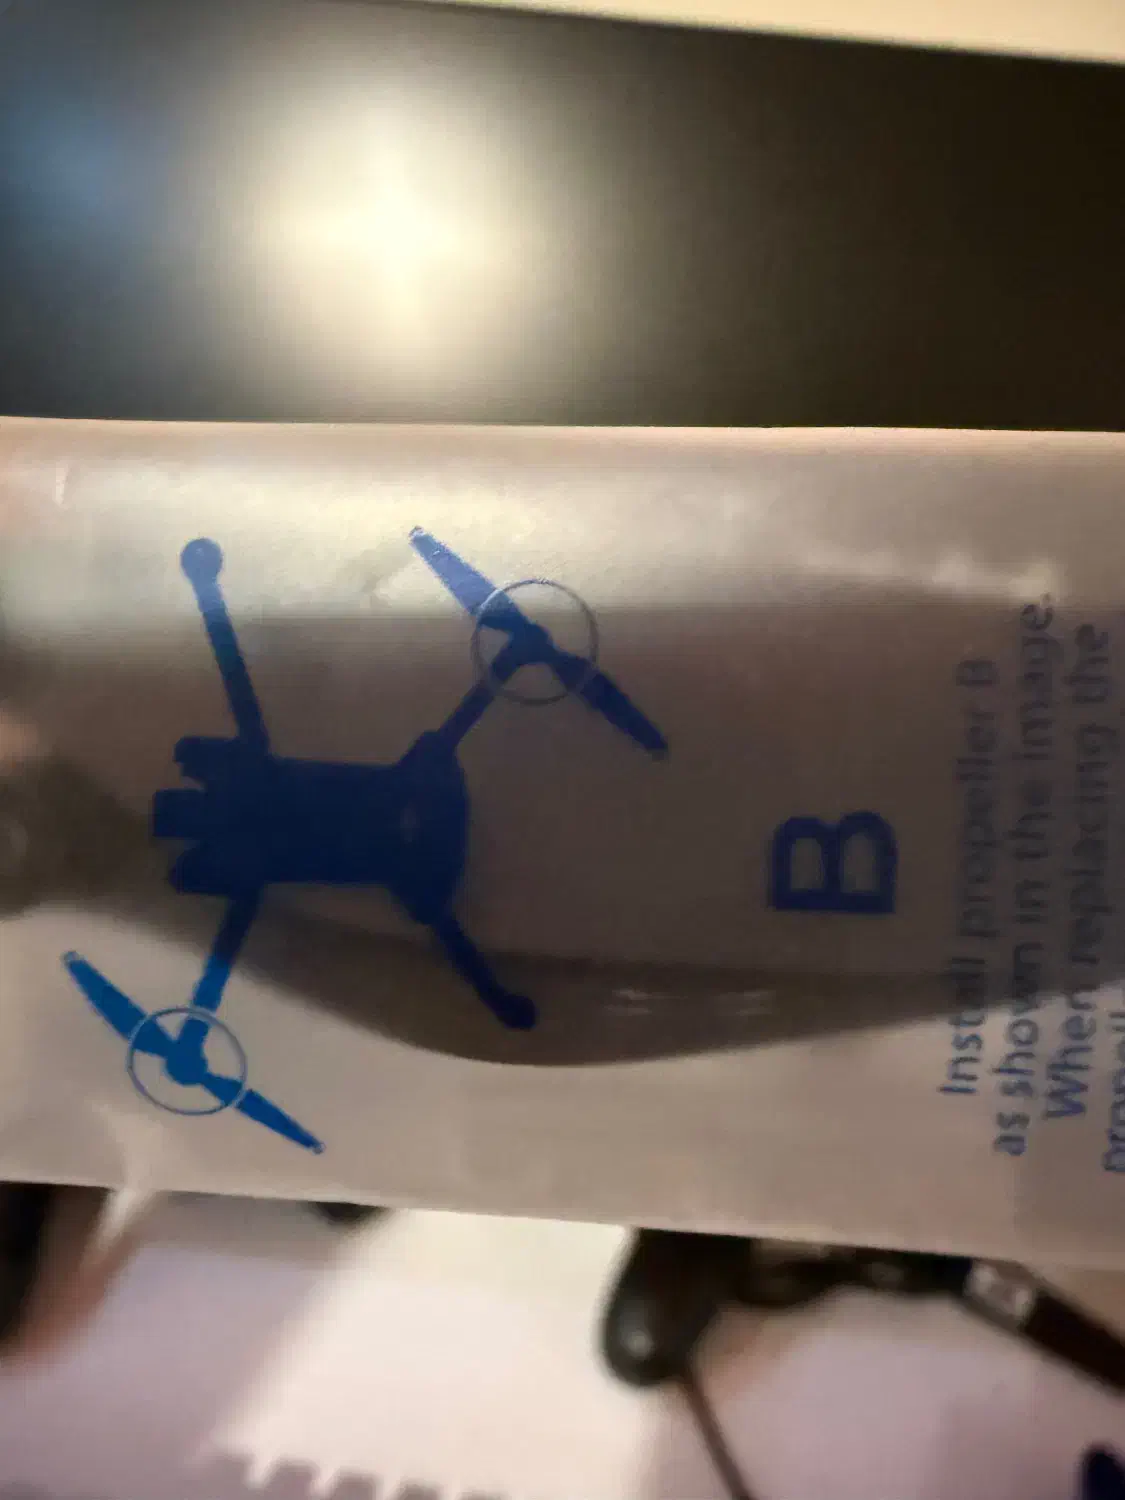 B
Install propeller B
as shown in the image.
When replacing the